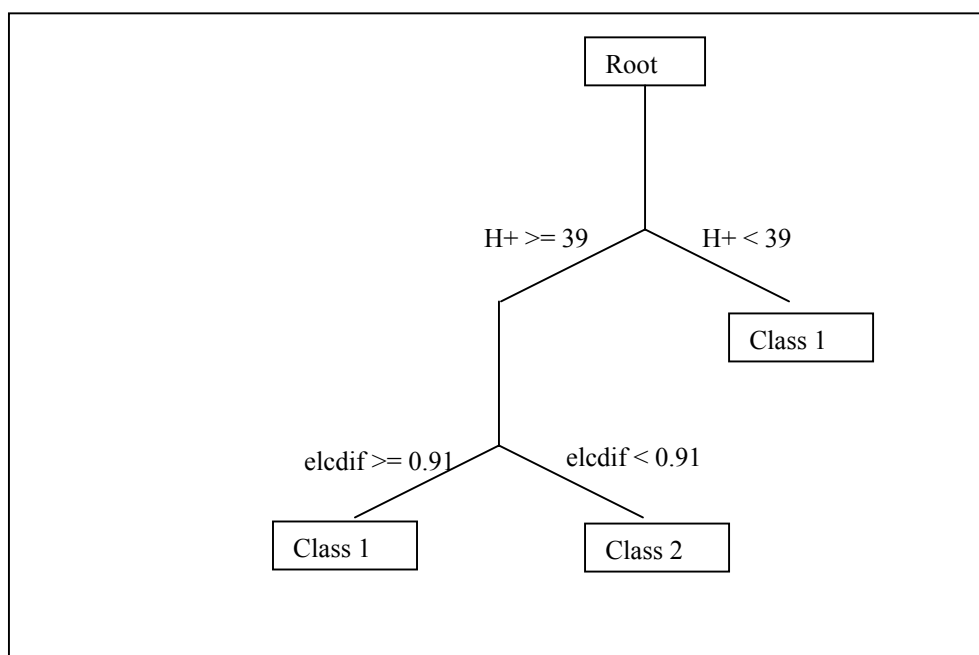 Root
H+ >= 39
H+ < 39
Class 1
elcdif >= 0.91
elcdif < 0.91
Class 1
Class 2